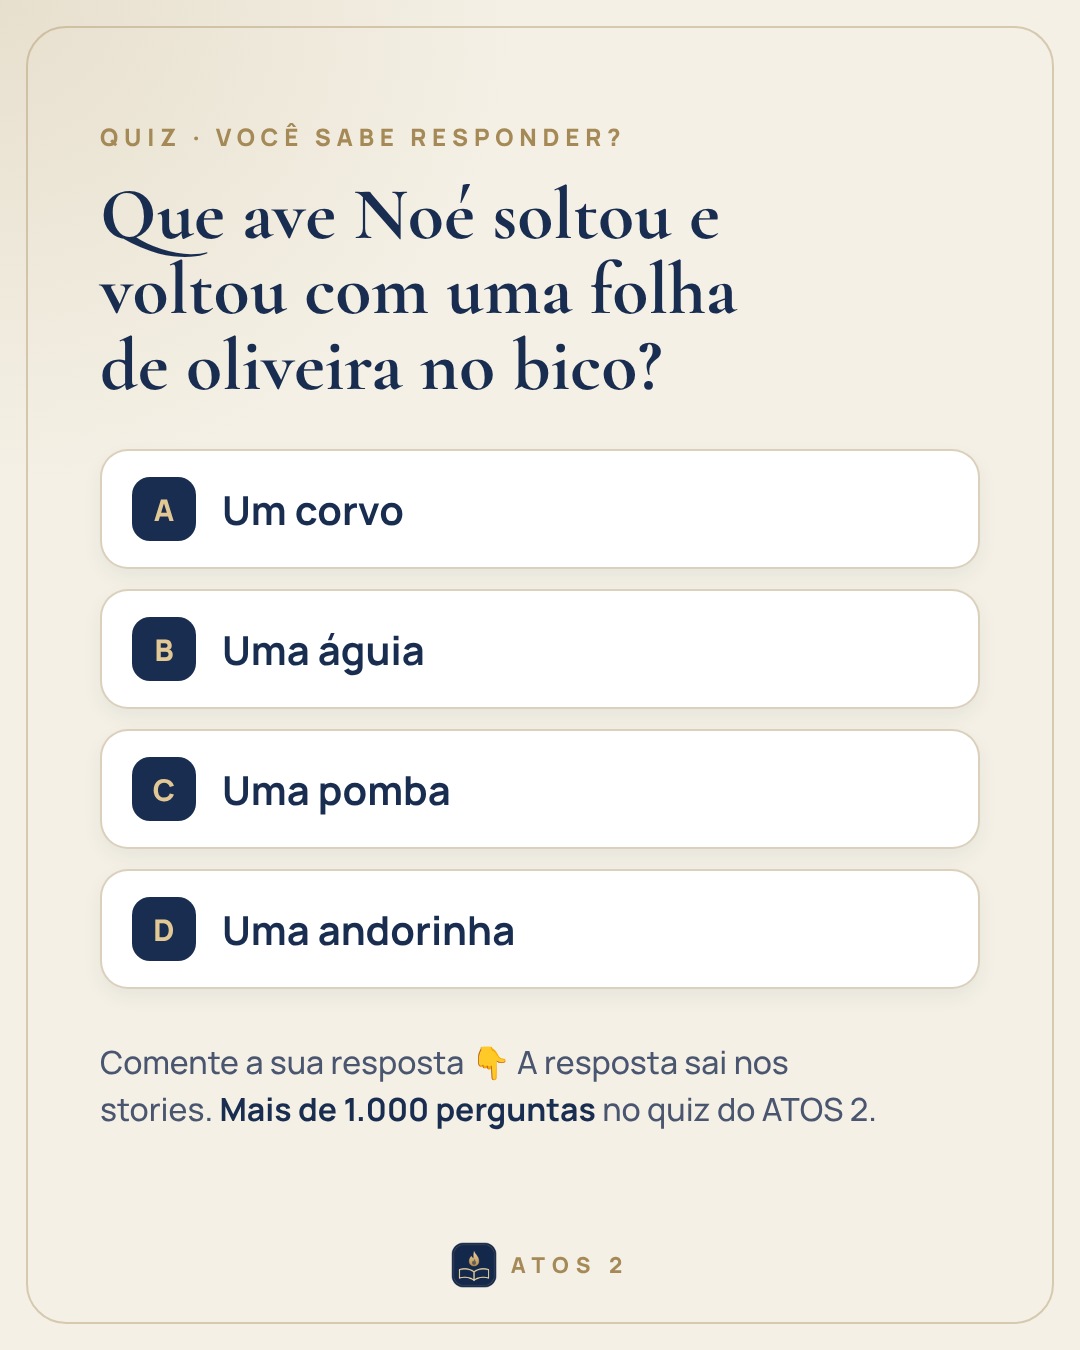 QUIZ · VOCÊ SABE RESPONDER?
Que ave Noé soltou e
voltou com uma folha
de oliveira no bico?
A Um corvo
B Uma águia
C Uma pomba
D Uma andorinha
Comente a sua resposta 👇 A resposta sai nos
stories. Mais de 1.000 perguntas no quiz do ATOS 2.
ATOS 2